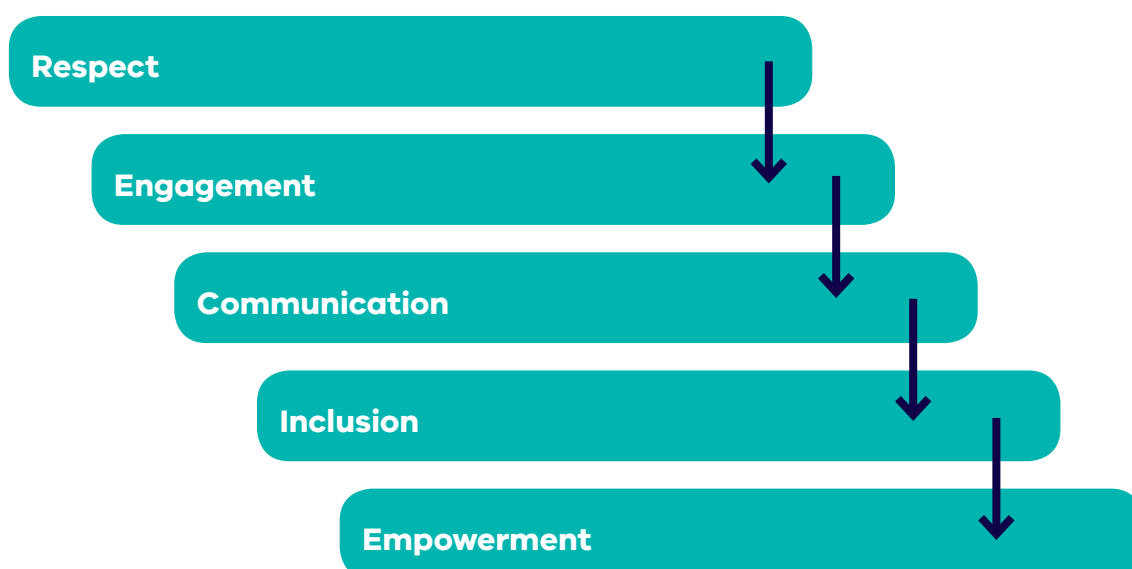 Respect
Engagement
Communication
Inclusion
Empowerment